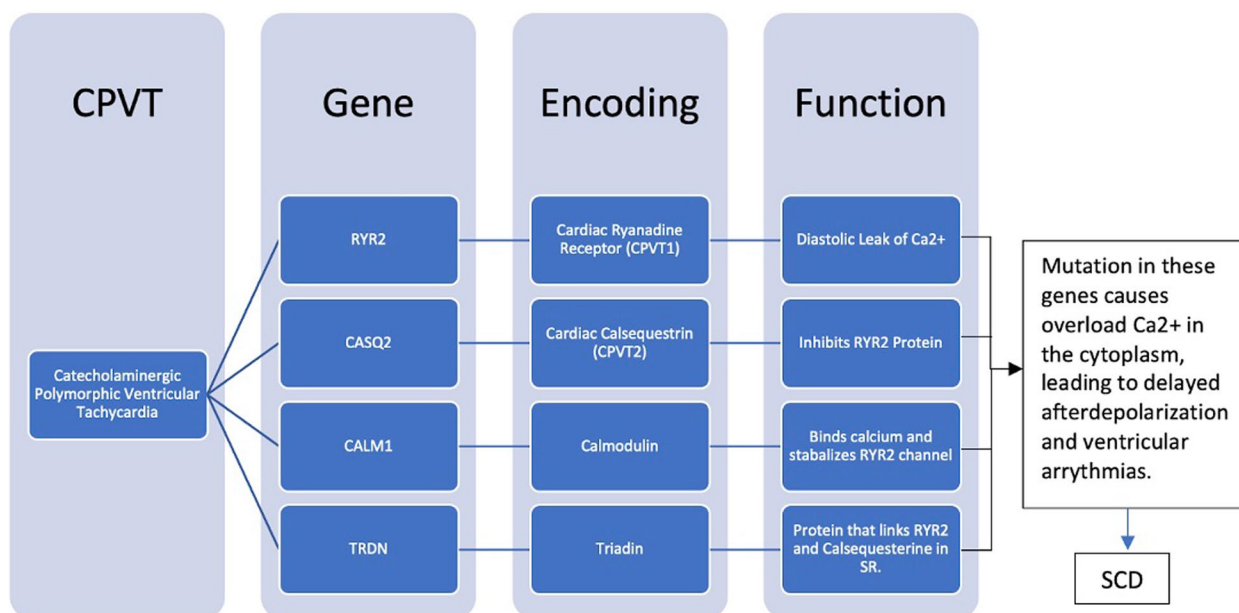 CPVT
Gene
Encoding
Function
Catecholaminergic
Polymorphic Ventricular
Tachycardia
RYR2
Cardiac Ryanadine
Receptor (CPVT1)
Diastolic Leak of Ca2+
CASQ2
Cardiac Calsequestrin
(CPVT2)
Inhibits RYR2 Protein
CALM1
Calmodulin
Binds calcium and
stabalizes RYR2 channel
TRDN
Triadin
Protein that links RYR2
and Calsequesterine in
SR.
Mutation in these
genes causes
overload Ca2+ in
the cytoplasm,
leading to delayed
afterdepolarization
and ventricular
arrythmias.
SCD